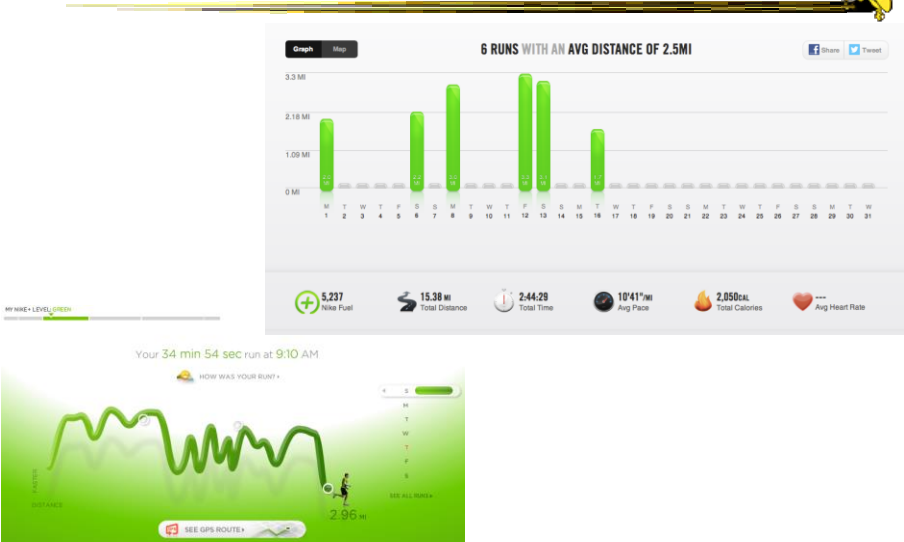 Graph Map
6 RUNS WITH AN AVG DISTANCE OF 2.5MI
Share Tweet
3.3 MI
2.18 MI
1.09 MI
0 MI
M T W T F S S M T W T F S S M T W T F S S M T W T F S S M T W
1 2 3 4 5 6 7 8 9 10 11 12 13 14 15 16 17 18 19 20 21 22 23 24 25 26 27 28 29 30 31
5,237
Nike Fuel
15.38 MI
Total Distance
2:44:29
Total Time
10'41"/MI
Avg Pace
2,050CAL
Total Calories
---
Avg Heart Rate
MY NIKE+ LEVEL: GREEN
Your 34 min 54 sec run at 9:10 AM
HOW WAS YOUR RUN?
S
M
T
W
T
F
S
SEE ALL RUNS
FASTER
DISTANCE
2.96 MI
SEE GPS ROUTE